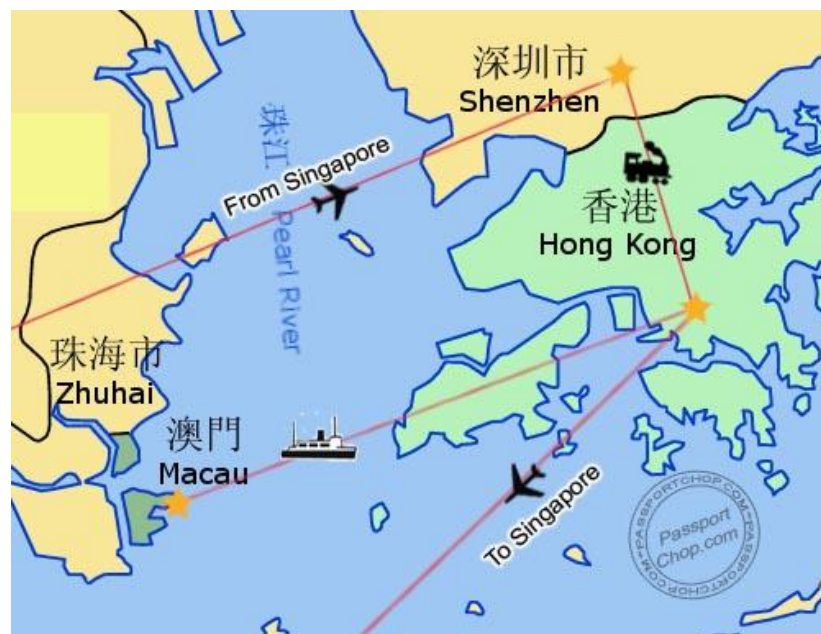 深圳市
Shenzhen
珠江
Pearl River
From Singapore
香港
Hong Kong
珠海市
Zhuhai
澳門
Macau
To Singapore
PASSPORTCHOP.COM~PASSPORTCHOP.COM~
Passport
Chop.com